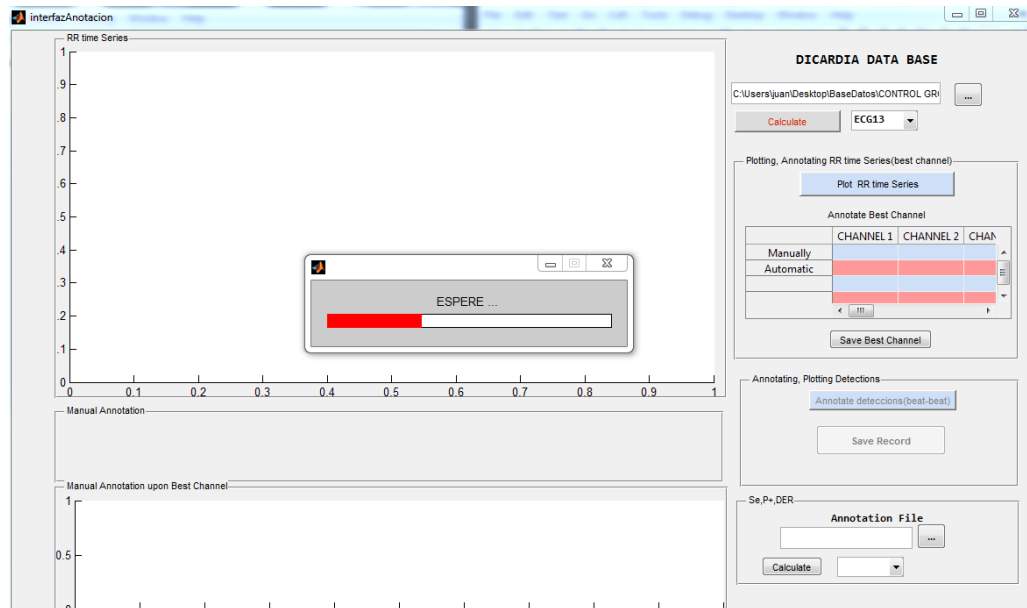 interfazAnotacion
RR time Series
1
.9
.8
.7
.6
.5
.4
.3
.2
.1
0
0 0.1 0.2 0.3 0.4 0.5 0.6 0.7 0.8 0.9 1
ESPERE ...
Manual Annotation
Manual Annotation upon Best Channel
1
0.5
0
DICARDIA DATA BASE
C:\Users\juan\Desktop\BaseDatos\CONTROL GR
...
Calculate ECG13
Plotting, Annotating RR time Series(best channel)
Plot RR time Series
Annotate Best Channel
CHANNEL 1 CHANNEL 2 CHAN
Manually
Automatic
Save Best Channel
Annotating, Plotting Detections
Annotate deteccions(beat-beat)
Save Record
Se,P+,DER
Annotation File
...
Calculate